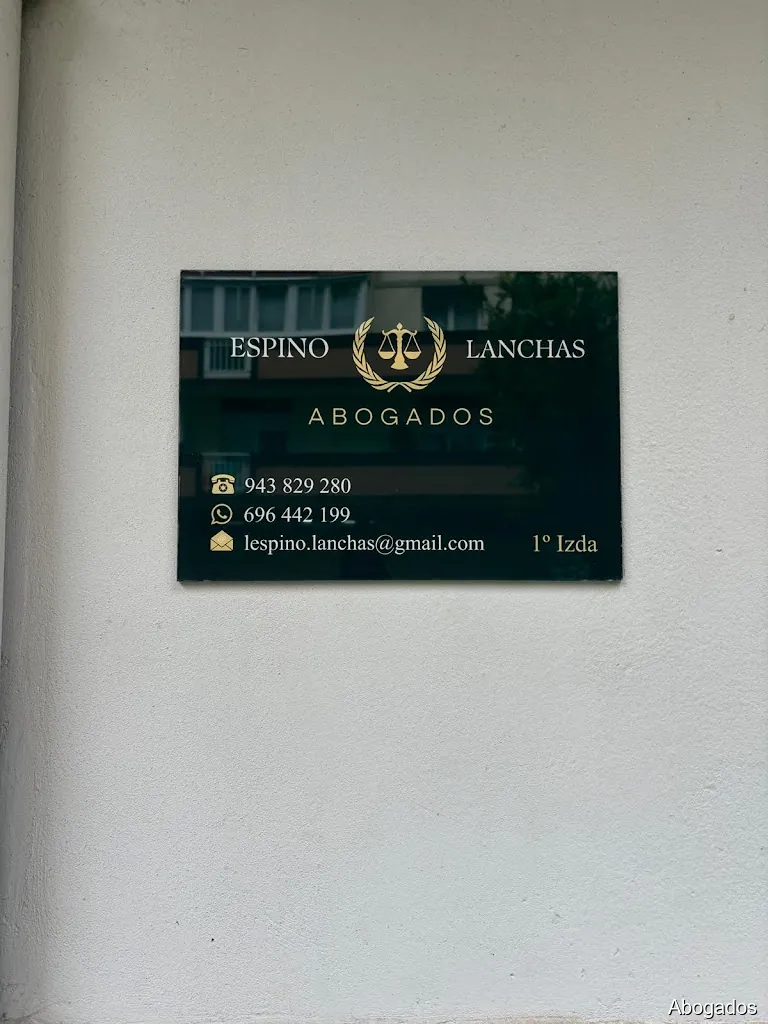 ESPINO LANCHAS
ABOGADOS
943 829 280
696 442 199
lespino.lanchas@gmail.com 1º Izda
Abogados